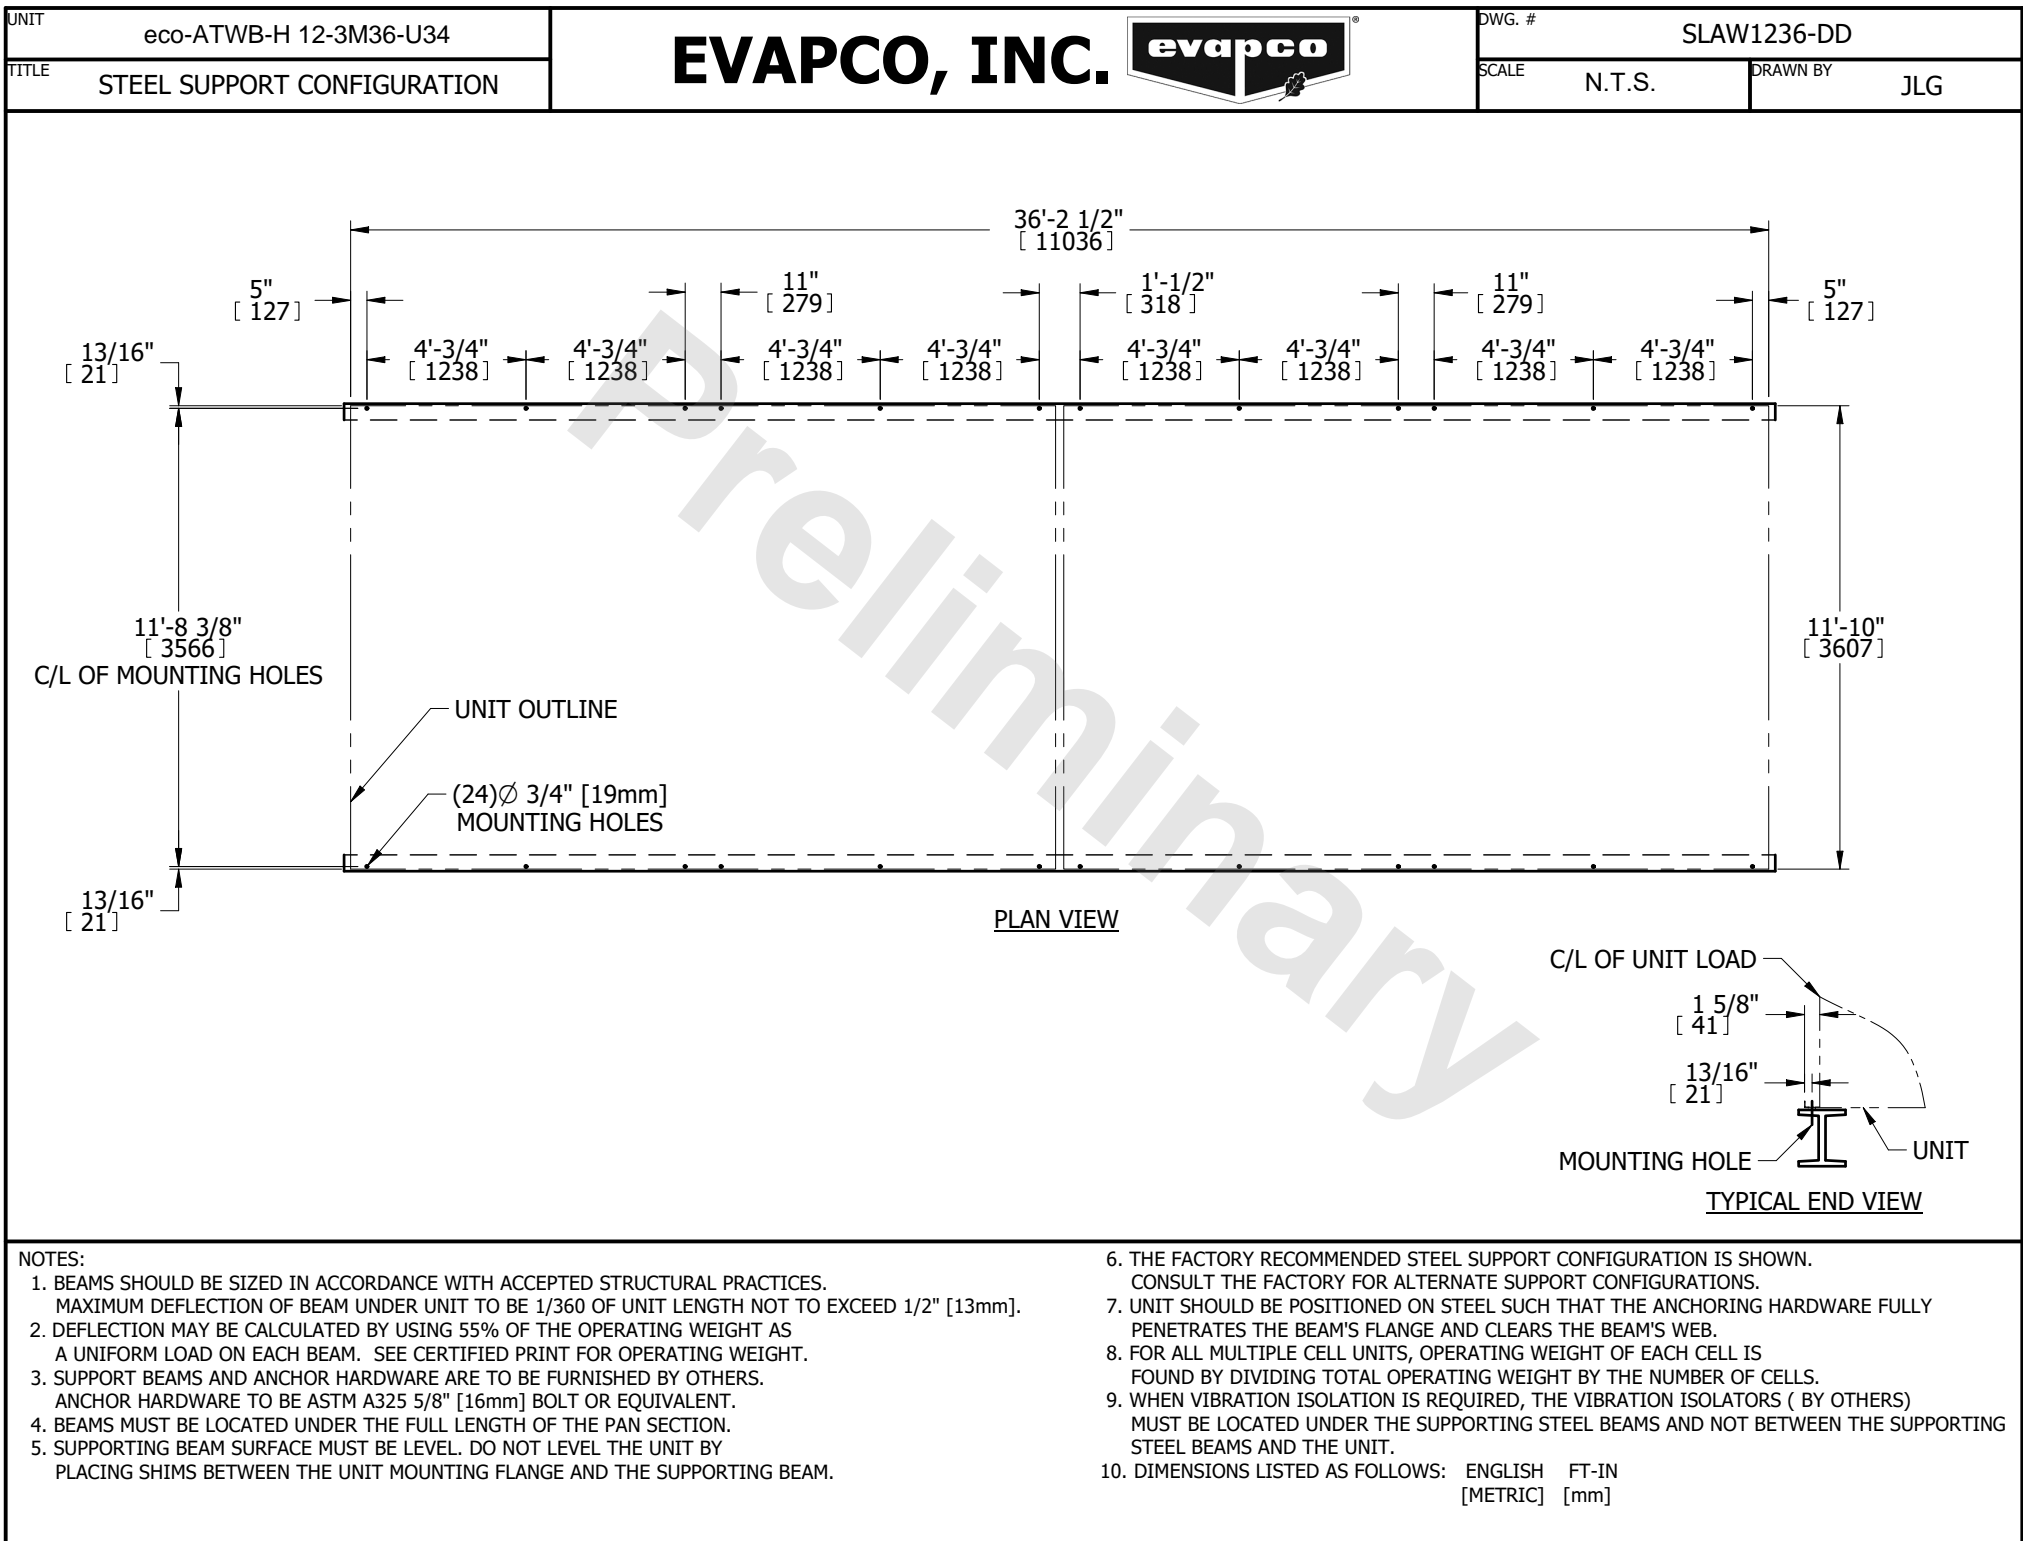 UNIT
eco-ATWB-H 12-3M36-U34
TITLE
STEEL SUPPORT CONFIGURATION
EVAPCO, INC.
evapco
®
DWG. #
SLAW1236-DD
SCALE
N.T.S.
DRAWN BY
JLG
36'-2 1/2"
[ 11036 ]
5"
[ 127 ]
11"
[ 279 ]
1'-1/2"
[ 318 ]
11"
[ 279 ]
5"
[ 127 ]
13/16"
[ 21 ]
4'-3/4"
[ 1238 ]
4'-3/4"
[ 1238 ]
4'-3/4"
[ 1238 ]
4'-3/4"
[ 1238 ]
4'-3/4"
[ 1238 ]
4'-3/4"
[ 1238 ]
4'-3/4"
[ 1238 ]
4'-3/4"
[ 1238 ]
Preliminary
11'-8 3/8"
[ 3566 ]
C/L OF MOUNTING HOLES
11'-10"
[ 3607 ]
UNIT OUTLINE
(24)∅ 3/4" [19mm]
MOUNTING HOLES
13/16"
[ 21 ]
PLAN VIEW
C/L OF UNIT LOAD
1 5/8"
[ 41 ]
13/16"
[ 21 ]
MOUNTING HOLE
UNIT
TYPICAL END VIEW
NOTES:
1. BEAMS SHOULD BE SIZED IN ACCORDANCE WITH ACCEPTED STRUCTURAL PRACTICES.
MAXIMUM DEFLECTION OF BEAM UNDER UNIT TO BE 1/360 OF UNIT LENGTH NOT TO EXCEED 1/2" [13mm].
2. DEFLECTION MAY BE CALCULATED BY USING 55% OF THE OPERATING WEIGHT AS
A UNIFORM LOAD ON EACH BEAM. SEE CERTIFIED PRINT FOR OPERATING WEIGHT.
3. SUPPORT BEAMS AND ANCHOR HARDWARE ARE TO BE FURNISHED BY OTHERS.
ANCHOR HARDWARE TO BE ASTM A325 5/8" [16mm] BOLT OR EQUIVALENT.
4. BEAMS MUST BE LOCATED UNDER THE FULL LENGTH OF THE PAN SECTION.
5. SUPPORTING BEAM SURFACE MUST BE LEVEL. DO NOT LEVEL THE UNIT BY
PLACING SHIMS BETWEEN THE UNIT MOUNTING FLANGE AND THE SUPPORTING BEAM.
6. THE FACTORY RECOMMENDED STEEL SUPPORT CONFIGURATION IS SHOWN.
CONSULT THE FACTORY FOR ALTERNATE SUPPORT CONFIGURATIONS.
7. UNIT SHOULD BE POSITIONED ON STEEL SUCH THAT THE ANCHORING HARDWARE FULLY
PENETRATES THE BEAM'S FLANGE AND CLEARS THE BEAM'S WEB.
8. FOR ALL MULTIPLE CELL UNITS, OPERATING WEIGHT OF EACH CELL IS
FOUND BY DIVIDING TOTAL OPERATING WEIGHT BY THE NUMBER OF CELLS.
9. WHEN VIBRATION ISOLATION IS REQUIRED, THE VIBRATION ISOLATORS ( BY OTHERS)
MUST BE LOCATED UNDER THE SUPPORTING STEEL BEAMS AND NOT BETWEEN THE SUPPORTING
STEEL BEAMS AND THE UNIT.
10. DIMENSIONS LISTED AS FOLLOWS: ENGLISH FT-IN
[METRIC] [mm]